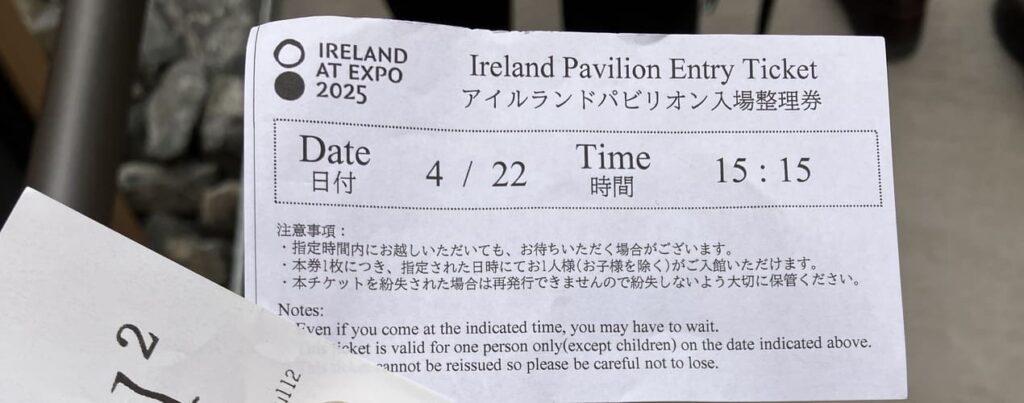 IRELAND
AT EXPO
2025
Ireland Pavilion Entry Ticket
アイルランドパビリオン入場整理券
Date 4 / 22 Time 15 : 15
日付 時間
注意事項：
・指定時間内にお越しいただいても、お待ちいただく場合がございます。
・本券1枚につき、指定された日時にてお1人様(お子様を除く)がご入館いただけます。
・本チケットを紛失された場合は再発行できませんので紛失しないよう大切に保管ください。
Notes:
Even if you come at the indicated time, you may have to wait.
This ticket is valid for one person only(except children) on the date indicated above.
This ticket cannot be reissued so please be careful not to lose.
2